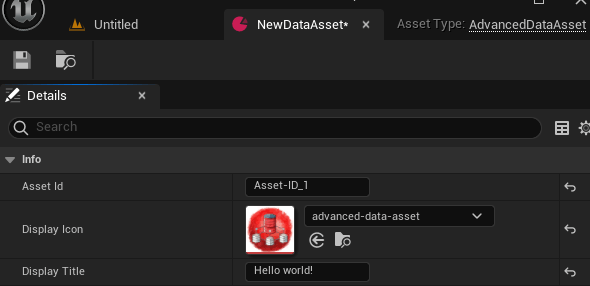 Untitled
NewDataAsset*
Asset Type: AdvancedDataAsset
Details
Search
Info
Asset Id
Asset-ID_1
Display Icon
advanced-data-asset
Display Title
Hello world!